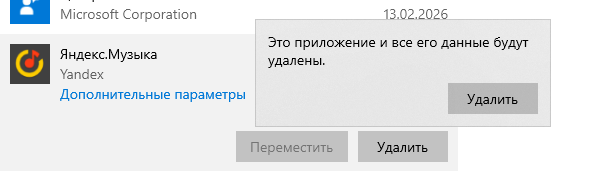 Microsoft Corporation
13.02.2026
Яндекс.Музыка
Yandex
Дополнительные параметры
Это приложение и все его данные будут
удалены.
Удалить
Переместить
Удалить